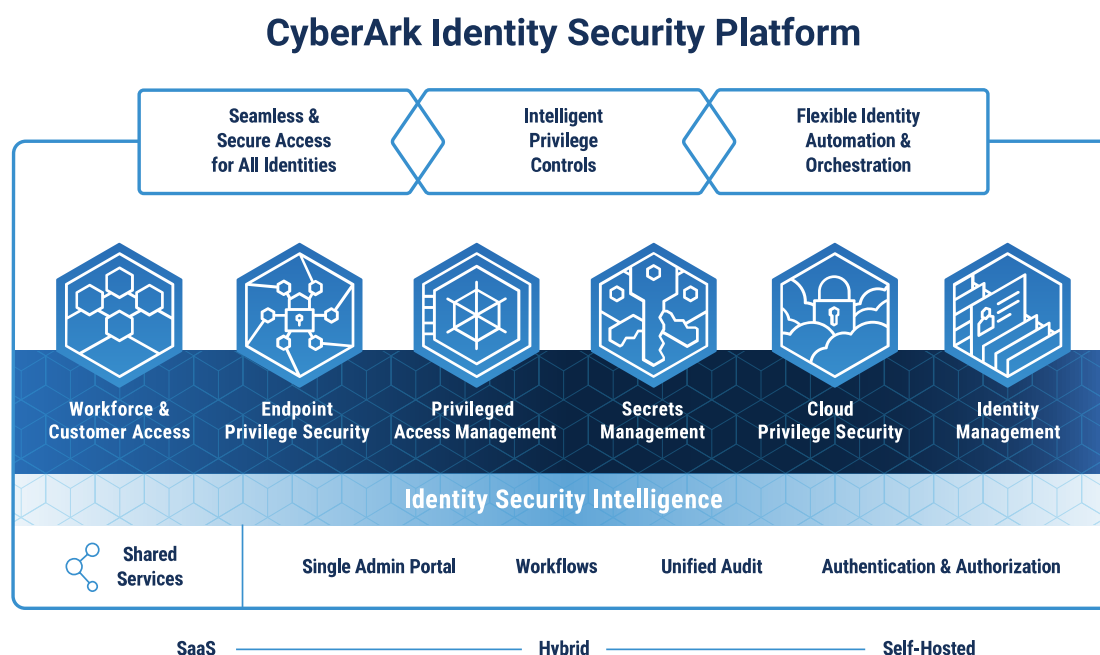 CyberArk Identity Security Platform
Seamless &
Secure Access
for All Identities
Intelligent
Privilege
Controls
Flexible Identity
Automation &
Orchestration
Workforce &
Customer Access
Endpoint
Privilege Security
Privileged
Access Management
Secrets
Management
Cloud
Privilege Security
Identity
Management
Identity Security Intelligence
Shared
Services
Single Admin Portal
Workflows
Unified Audit
Authentication & Authorization
SaaS
Hybrid
Self-Hosted